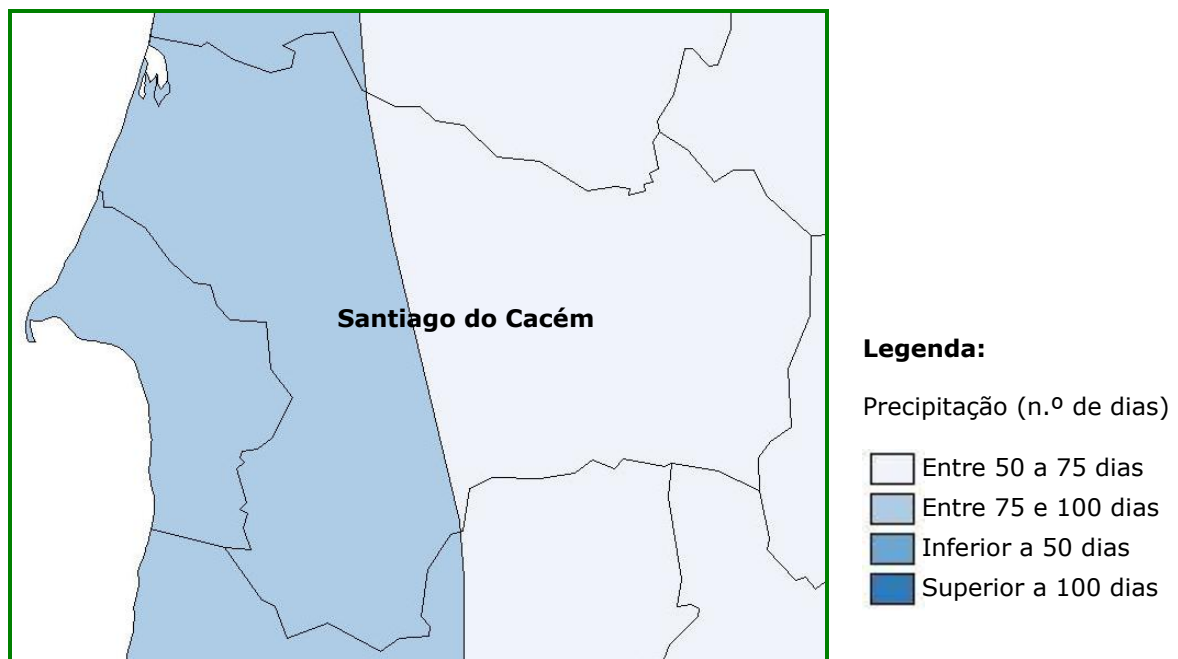 Santiago do Cacém
Legenda:
Precipitação (n.º de dias)
Entre 50 a 75 dias
Entre 75 e 100 dias
Inferior a 50 dias
Superior a 100 dias